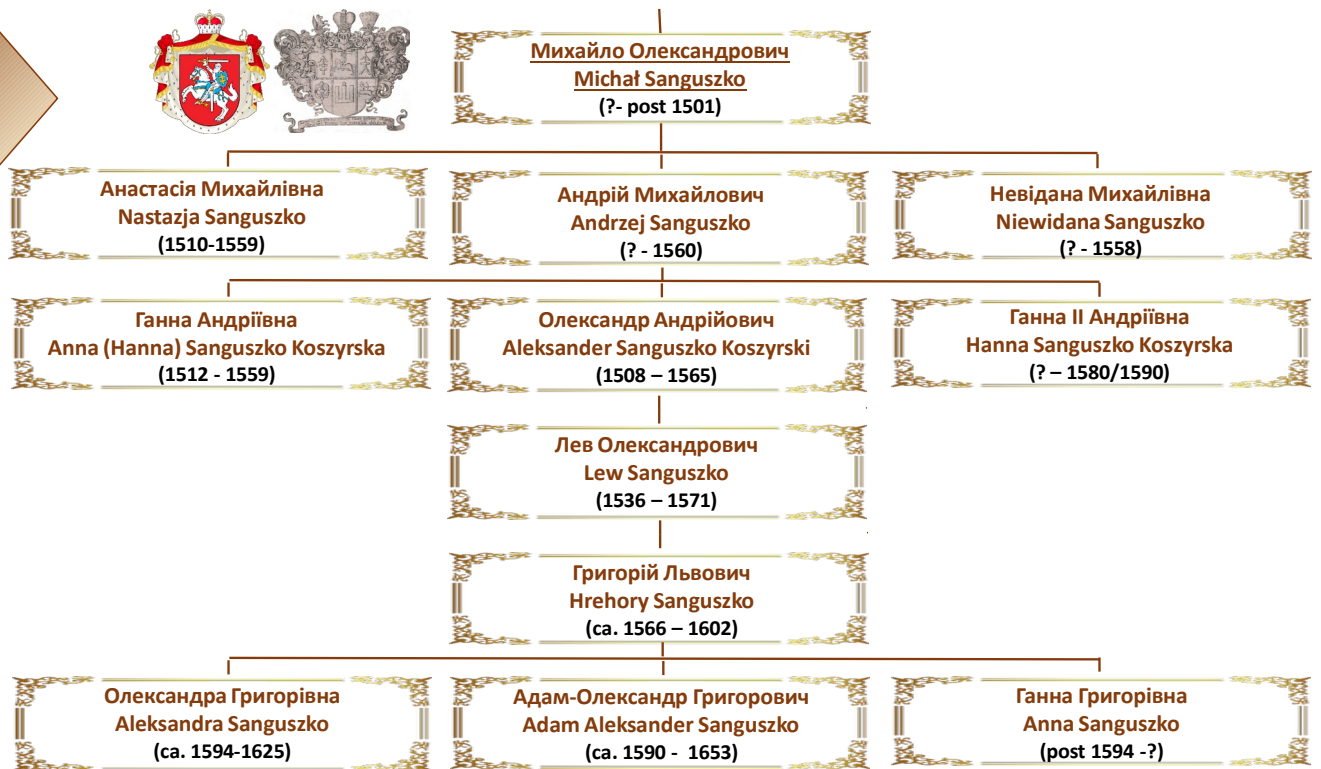 Михайло Олександрович
Michał Sanguszko
(?- post 1501)
Анастасія Михайлівна
Nastazja Sanguszko
(1510-1559)
Андрій Михайлович
Andrzej Sanguszko
(? - 1560)
Невідана Михайлівна
Niewidana Sanguszko
(? - 1558)
Ганна Андріївна
Anna (Hanna) Sanguszko Koszyrska
(1512 - 1559)
Олександр Андрійович
Aleksander Sanguszko Koszyrski
(1508 – 1565)
Ганна II Андріївна
Hanna Sanguszko Koszyrska
(? – 1580/1590)
Лев Олександрович
Lew Sanguszko
(1536 – 1571)
Григорій Львович
Hrehory Sanguszko
(ca. 1566 – 1602)
Олександра Григорівна
Aleksandra Sanguszko
(ca. 1594-1625)
Адам-Олександр Григорович
Adam Aleksander Sanguszko
(ca. 1590 -  1653)
Ганна Григорівна
Anna Sanguszko
(post 1594 -?)